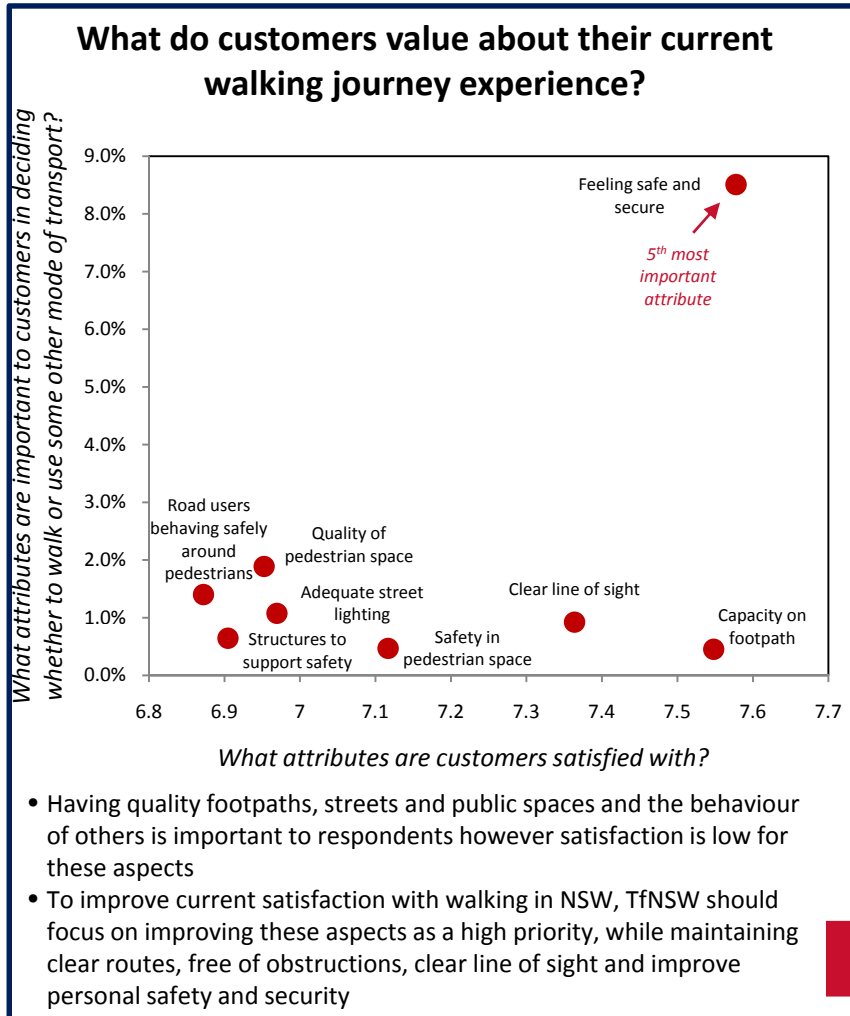 What do customers value about their current
walking journey experience?
What attributes are important to customers in deciding
whether to walk or use some other mode of transport?
9.0%
8.0%
7.0%
6.0%
5.0%
4.0%
3.0%
2.0%
1.0%
0.0%
Feeling safe and
secure
5th most
important
attribute
Road users
behaving safely
around
pedestrians
Quality of
pedestrian space
Adequate street
lighting
Structures to
support safety
Safety in
pedestrian space
Clear line of sight
Capacity on
footpath
6.8 6.9 7 7.1 7.2 7.3 7.4 7.5 7.6 7.7
What attributes are customers satisfied with?
• Having quality footpaths, streets and public spaces and the behaviour
of others is important to respondents however satisfaction is low for
these aspects
• To improve current satisfaction with walking in NSW, TfNSW should
focus on improving these aspects as a high priority, while maintaining
clear routes, free of obstructions, clear line of sight and improve
personal safety and security